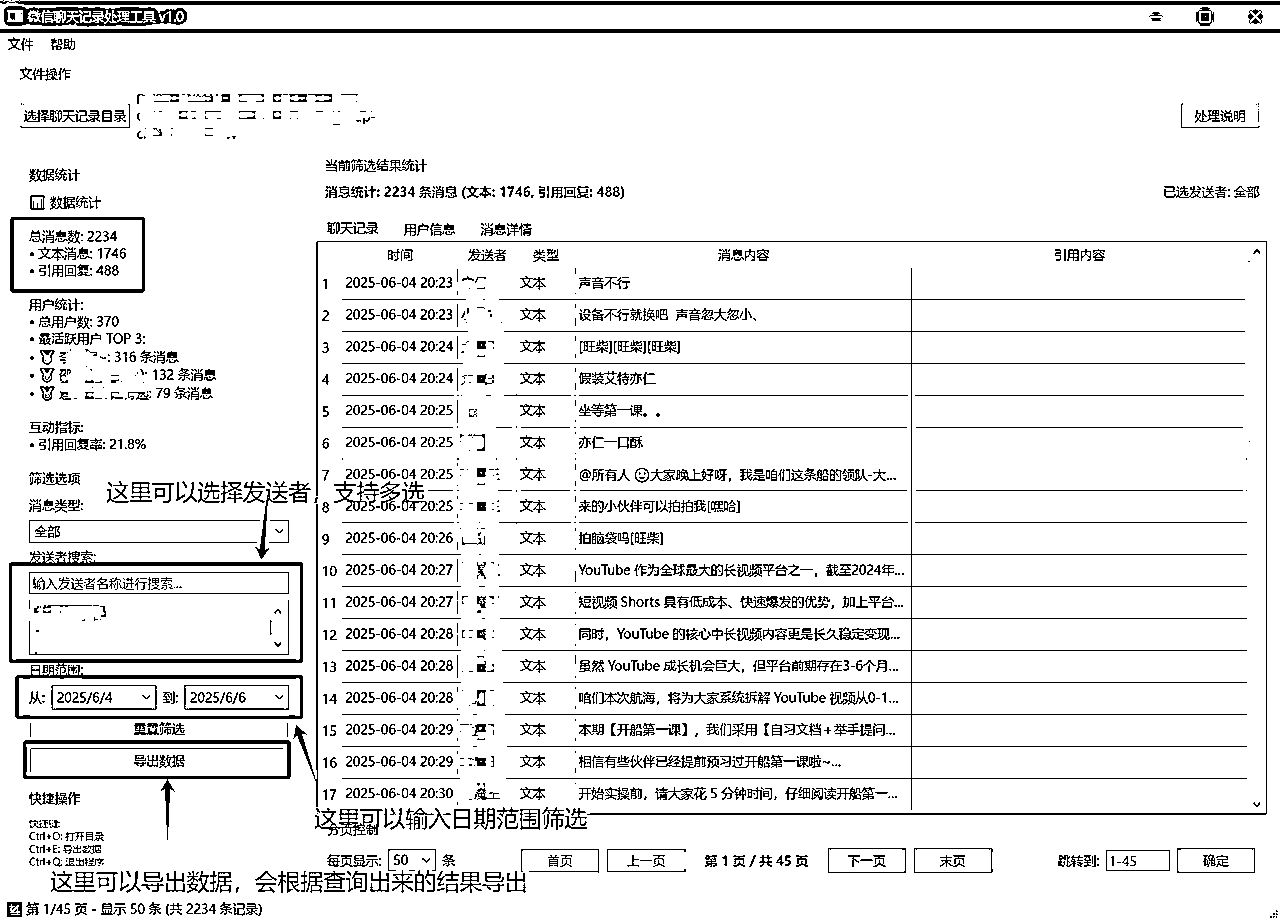 微信聊天记录处理工具 v1.0
文件 帮助
文件操作
选择聊天记录目录
处理说明
数据统计
数据统计
总消息数: 2234
• 文本消息: 1746
• 引用回复: 488
用户统计:
• 总用户数: 370
• 最活跃用户 TOP 3:
• 316 条消息
• 132 条消息
• 79 条消息
互动指标:
• 引用回复率: 21.8%
筛选选项
这里可以选择发送者，支持多选
消息类型:
全部
发送者搜索:
输入发送者名称进行搜索...
日期范围:
从: 2025/6/4 到: 2025/6/6
重置筛选
导出数据
快捷操作
快捷键:
Ctrl+O: 打开目录
Ctrl+E: 导出数据
Ctrl+Q: 退出程序
这里可以导出数据，会根据查询出来的结果导出
当前筛选结果统计
消息统计: 2234 条消息 (文本: 1746, 引用回复: 488)
已选发送者: 全部
聊天记录 用户信息 消息详情
时间 发送者 类型 消息内容 引用内容
1 2025-06-04 20:23 文本 声音不行
2 2025-06-04 20:23 文本 设备不行就换吧 声音忽大忽小、
3 2025-06-04 20:24 文本 [旺柴][旺柴][旺柴]
4 2025-06-04 20:24 文本 假装艾特亦仁
5 2025-06-04 20:25 文本 坐等第一课。。
6 2025-06-04 20:25 文本 亦仁一口酥
7 2025-06-04 20:25 文本 @所有人 大家晚上好呀，我是咱们这条船的领队-大...
8 2025-06-04 20:25 文本 来的小伙伴可以拍拍我[嘿哈]
9 2025-06-04 20:26 文本 拍脑袋吗[旺柴]
10 2025-06-04 20:27 文本 YouTube 作为全球最大的长视频平台之一，截至2024年...
11 2025-06-04 20:27 文本 短视频 Shorts 具有低成本、快速爆发的优势，加上平台...
12 2025-06-04 20:28 文本 同时，YouTube 的核心中长视频内容更是长久稳定变现...
13 2025-06-04 20:28 文本 虽然 YouTube 成长机会巨大，但平台前期存在3-6个月...
14 2025-06-04 20:28 文本 咱们本次航海，将为大家系统拆解 YouTube 视频从0-1...
15 2025-06-04 20:29 文本 本期【开船第一课】，我们采用【自习文档＋举手提问...
16 2025-06-04 20:29 文本 相信有些伙伴已经提前预习过开船第一课啦~...
17 2025-06-04 20:30 文本 开始实操前，请大家花 5 分钟时间，仔细阅读开船第一...
这里可以输入日期范围筛选
分页控制
每页显示: 50 条 首页 上一页 第 1 页 / 共 45 页 下一页 末页 跳转到: 1-45 确定
第 1/45 页 - 显示 50 条 (共 2234 条记录)